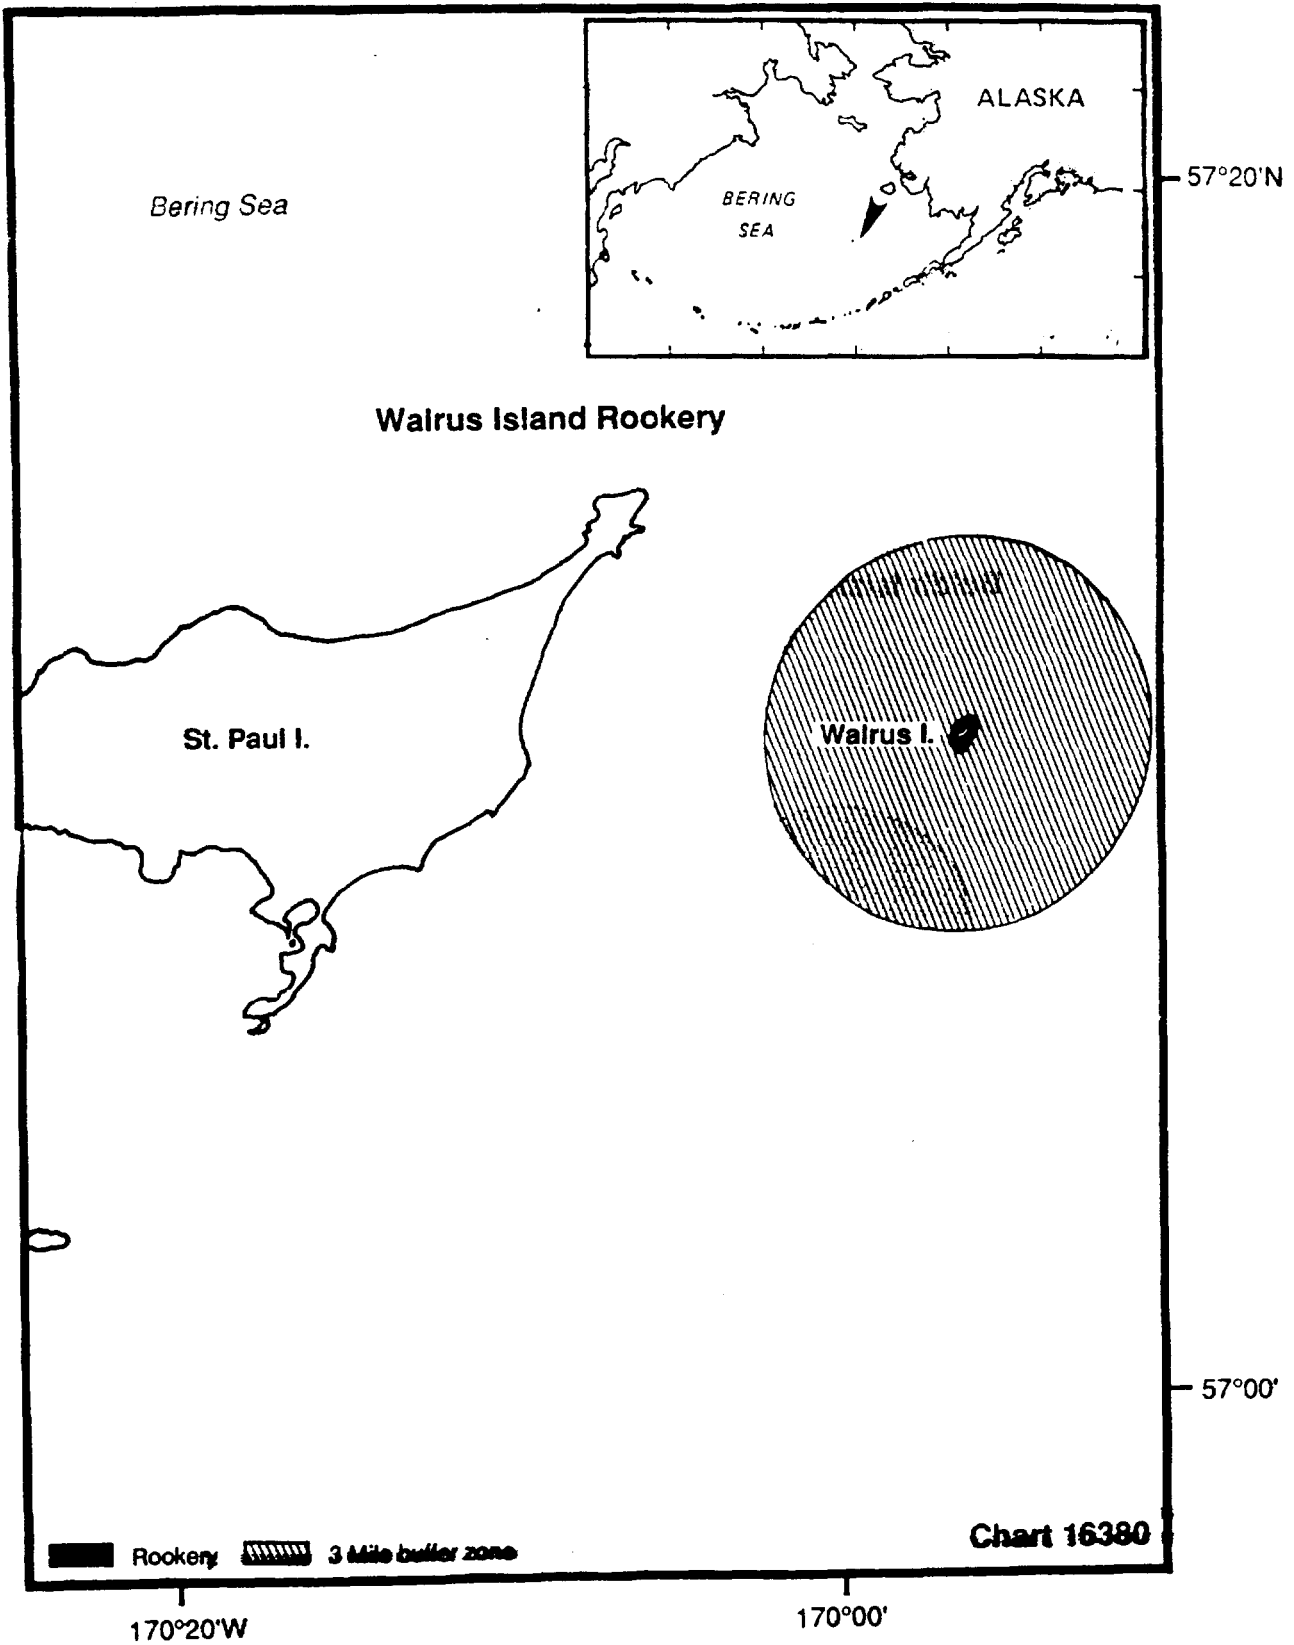 ALASKA
57°20'N
Bering Sea
BERING
SEA
Walrus Island Rookery
St. Paul I.
Walrus I.
57°00'
Chart 16380
Rookery 3 Mile buffer zone
170°20'W
170°00'